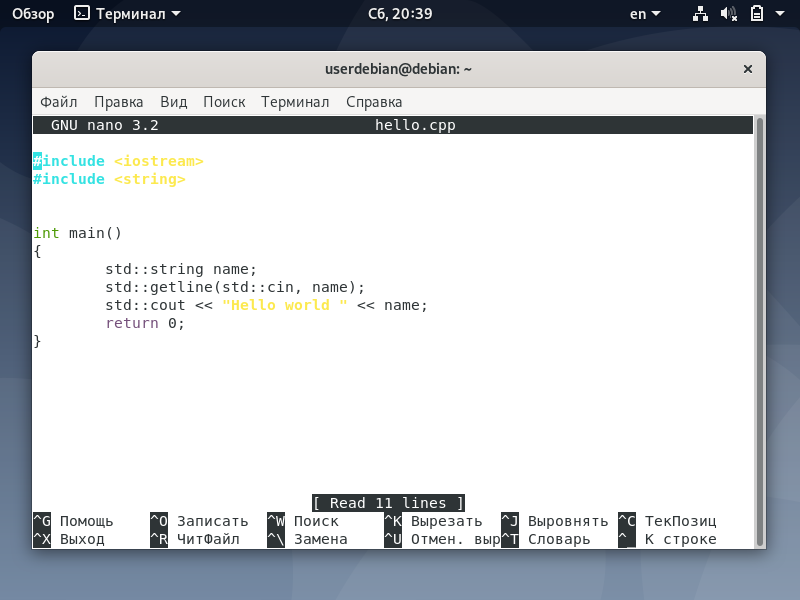 Обзор Терминал Сб, 20:39 en
userdebian@debian: ~ ×
Файл Правка Вид Поиск Терминал Справка
GNU nano 3.2 hello.cpp
#include <iostream>
#include <string>
int main()
{
std::string name;
std::getline(std::cin, name);
std::cout << "Hello world " << name;
return 0;
}
[ Read 11 lines ]
^G Помощь ^O Записать ^W Поиск ^K Вырезать ^J Выровнять ^C ТекПозиц
^X Выход ^R ЧитФайл ^\ Замена ^U Отмен. выр^T Словарь ^_ К строке